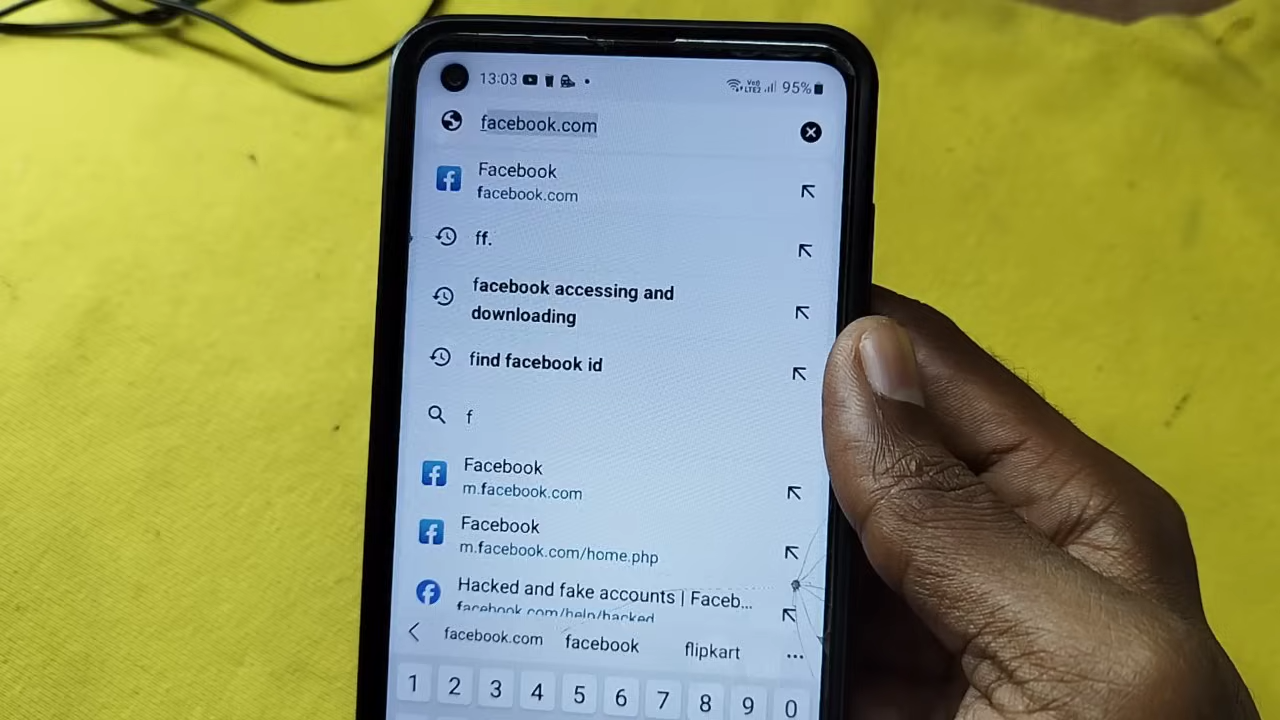 13:03 Vo0 LTE2 95%
facebook.com
Facebook
facebook.com
ff.
facebook accessing and
downloading
find facebook id
f
Facebook
m.facebook.com
Facebook
m.facebook.com/home.php
Hacked and fake accounts | Faceb...
facebook.com/help/hacked
facebook.com facebook flipkart ...
1 2 3 4 5 6 7 8 9 0